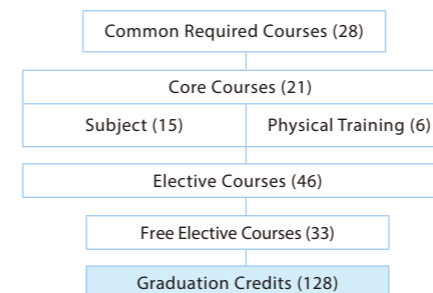 Common Required Courses (28)
Core Courses (21)
Subject (15) Physical Training (6)
Elective Courses (46)
Free Elective Courses (33)
Graduation Credits (128)